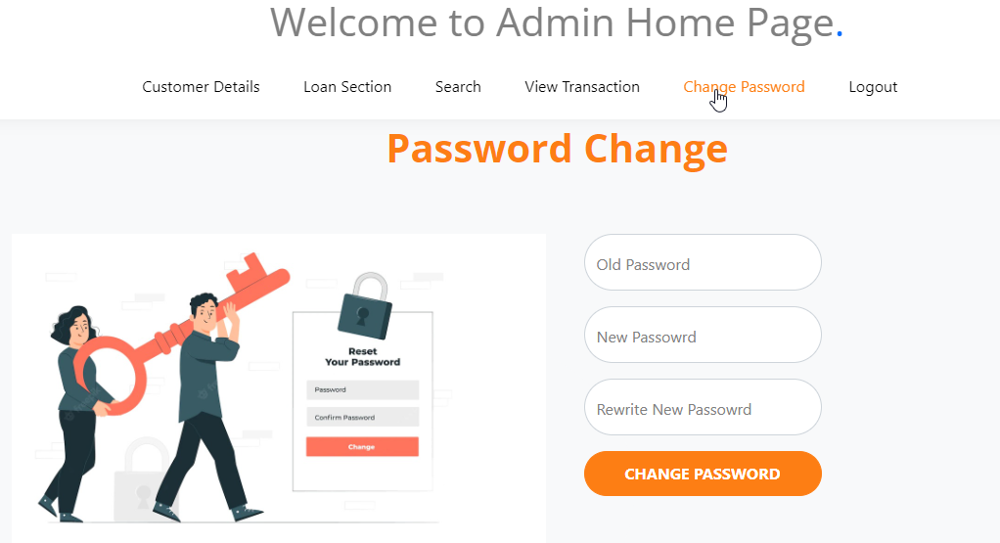 Welcome to Admin Home Page.
Customer Details Loan Section Search View Transaction Change Password Logout
Password Change
Reset
Your Password
Password
Confirm Password
Change
Old Password
New Passowrd
Rewrite New Passowrd
CHANGE PASSWORD